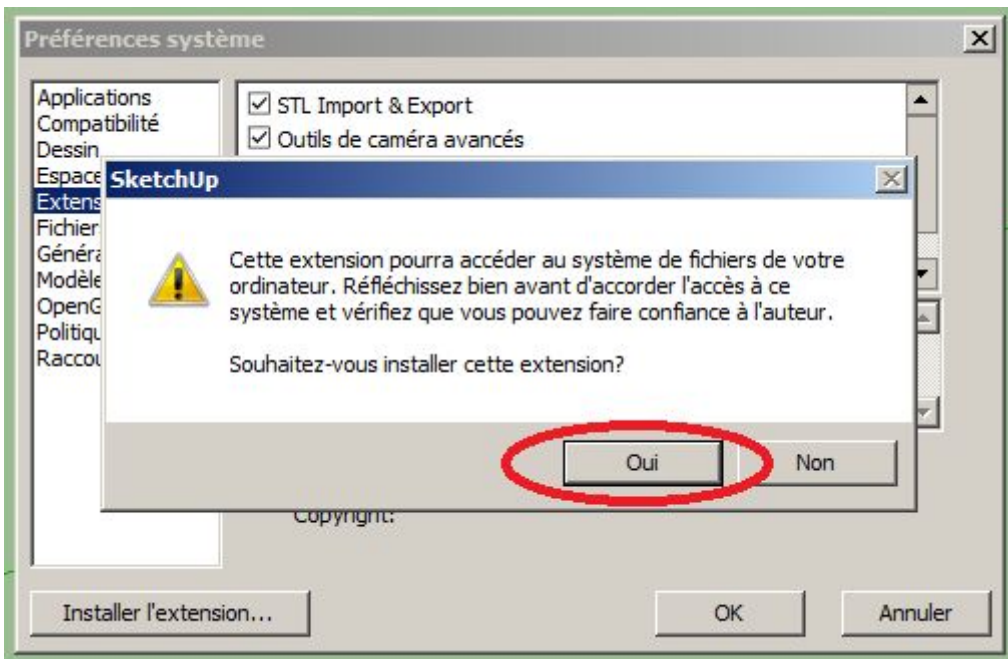 Préférences système
Applications
Compatibilité
Dessin
Espace
Extens
Fichier
Généra
Modèle
OpenG
Politiqu
Raccou
STL Import & Export
Outils de caméra avancés
SketchUp
Cette extension pourra accéder au système de fichiers de votre
ordinateur. Réfléchissez bien avant d'accorder l'accès à ce
système et vérifiez que vous pouvez faire confiance à l'auteur.
Souhaitez-vous installer cette extension?
Oui
Non
Copyright:
Installer l'extension...
OK
Annuler